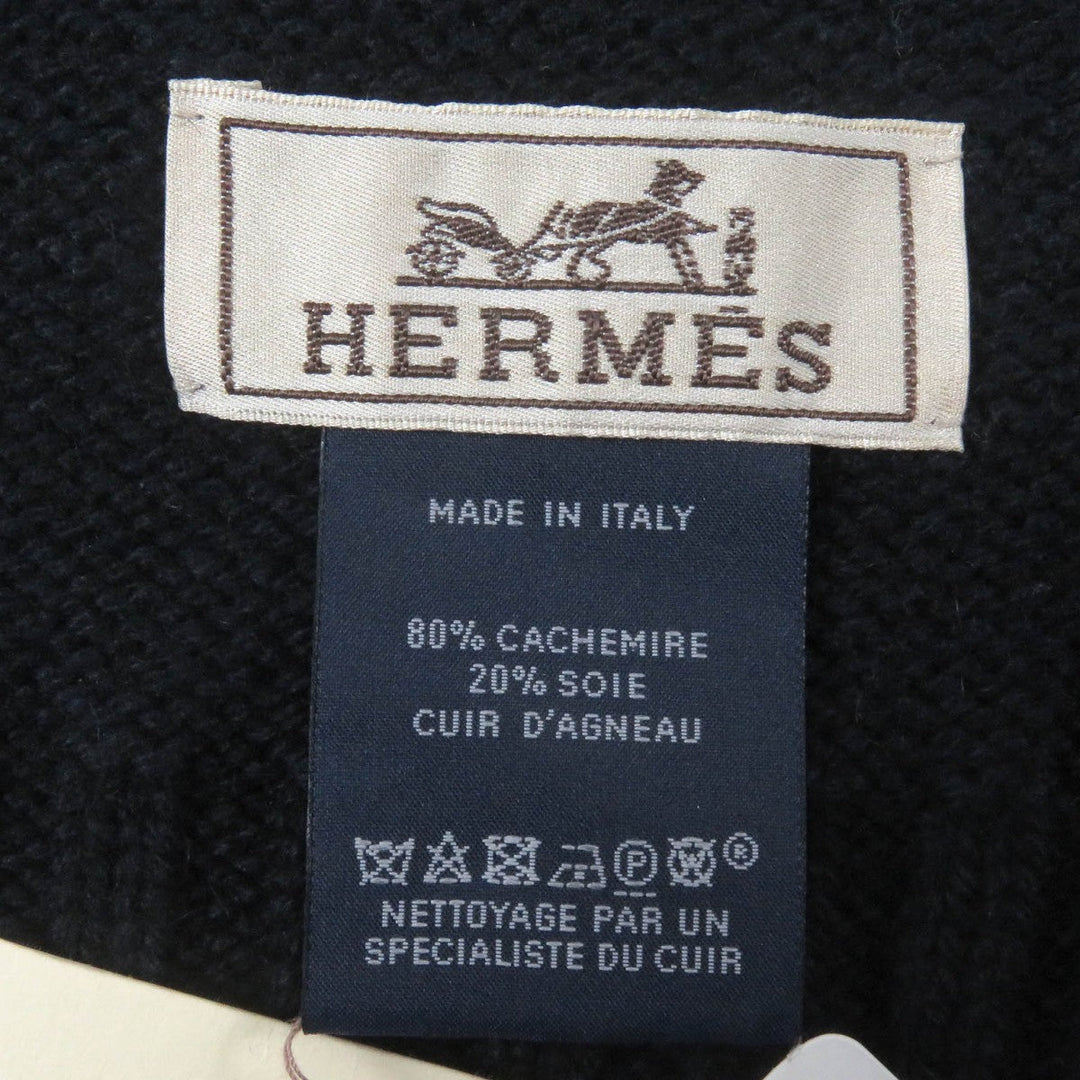 HERMÈS
MADE IN ITALY
80% CACHEMIRE
20% SOIE
CUIR D'AGNEAU
P W ®
NETTOYAGE PAR UN
SPECIALISTE DU CUIR